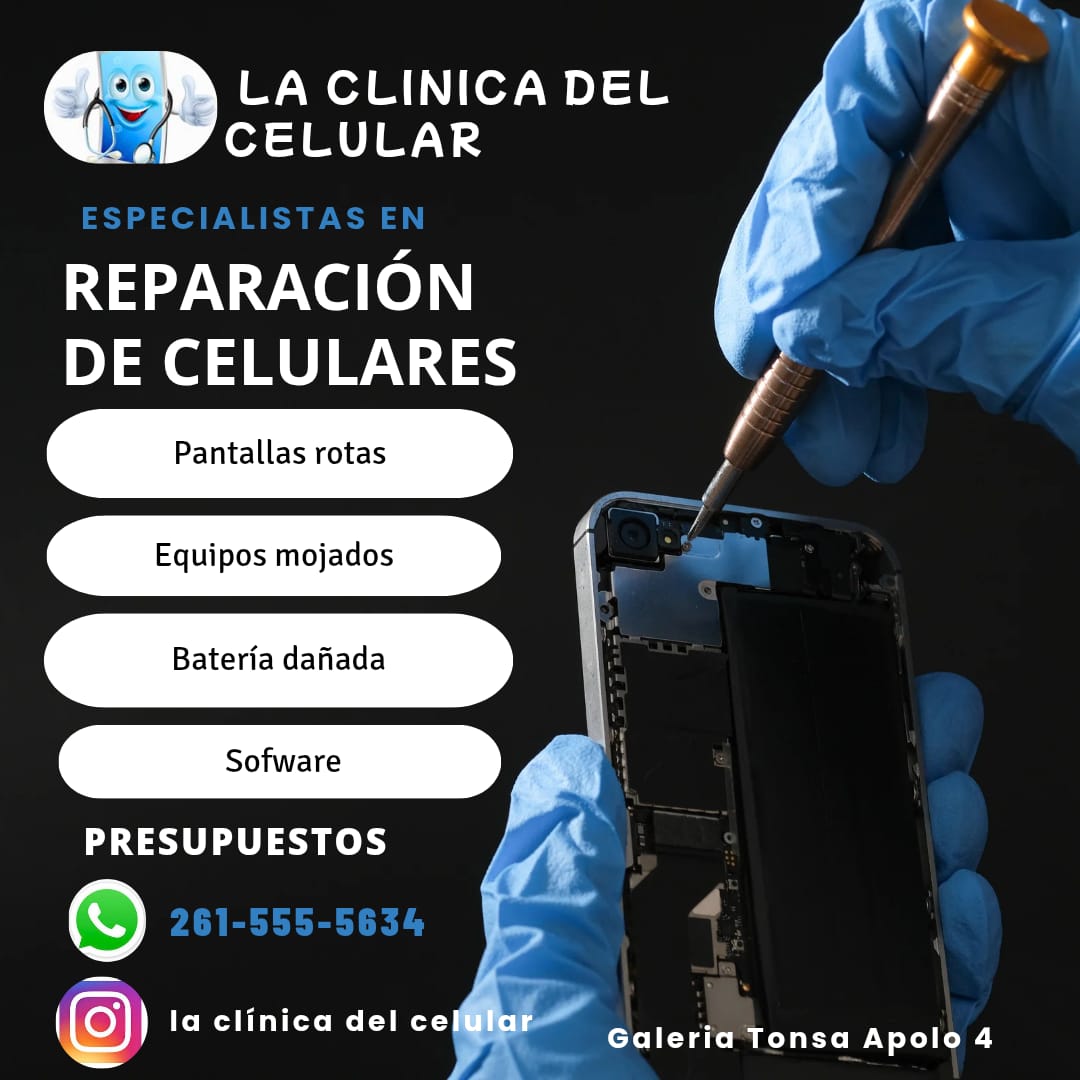 LA CLINICA DEL
CELULAR
ESPECIALISTAS EN
REPARACIÓN
DE CELULARES
Pantallas rotas
Equipos mojados
Batería dañada
Sofware
PRESUPUESTOS
261-555-5634
la clínica del celular
Galeria Tonsa Apolo 4